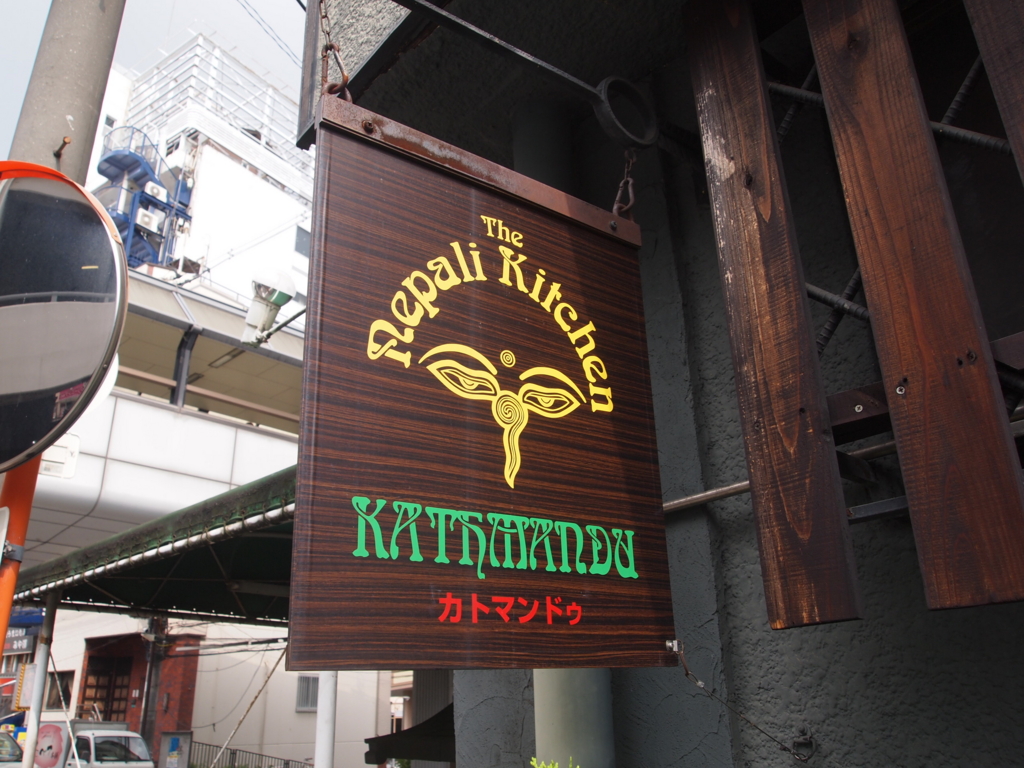 The
Nepali Kitchen
KATHMANDU
カトマンドゥ